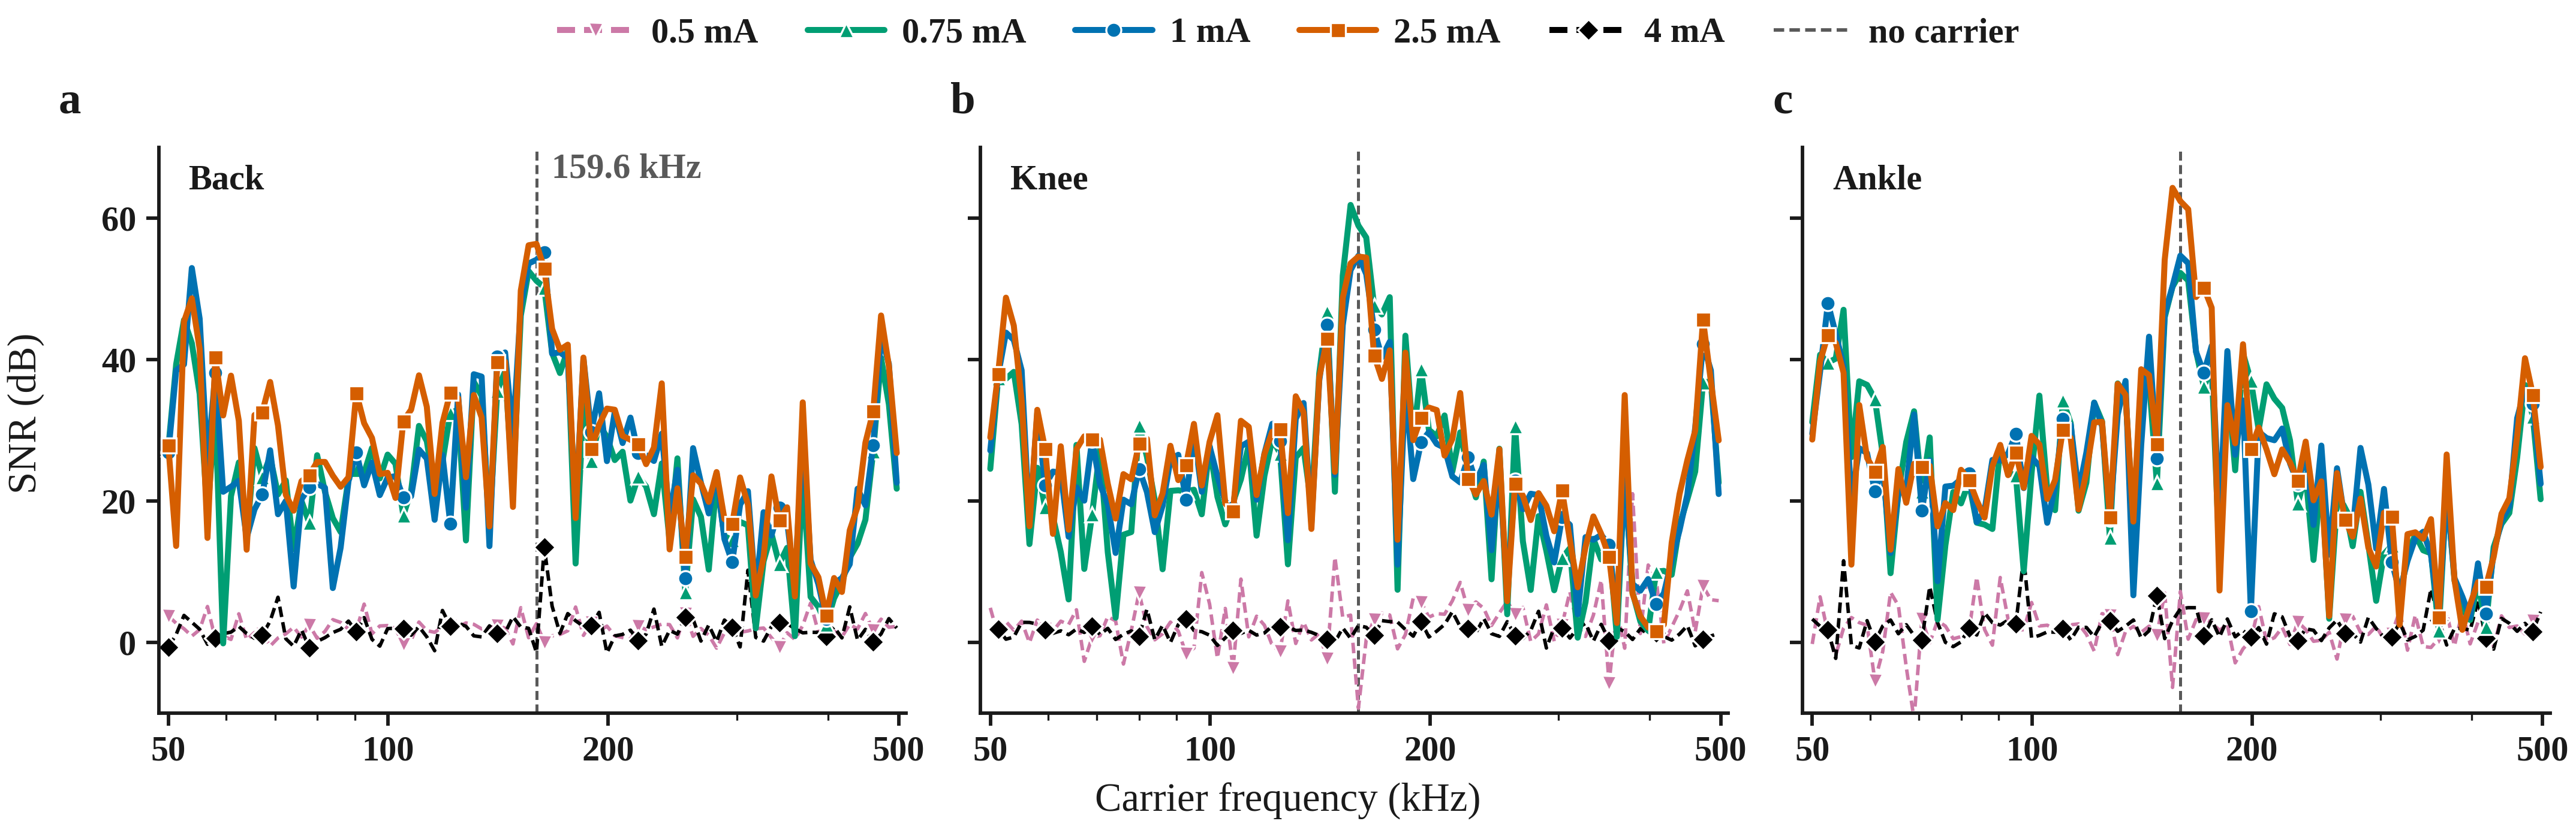 0.5 mA 0.75 mA 1 mA 2.5 mA 4 mA no carrier
a b c
Back 159.6 kHz Knee Ankle
SNR (dB)
60
40
20
0
50 100 200 500 50 100 200 500 50 100 200 500
Carrier frequency (kHz)